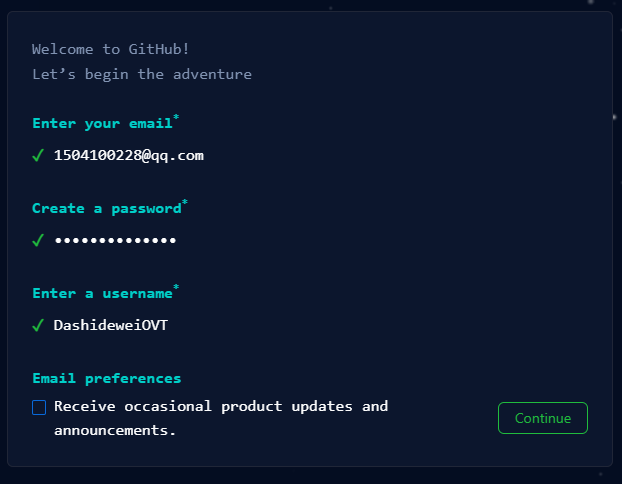 Welcome to GitHub!
Let’s begin the adventure
Enter your email*
✓ 1504100228@qq.com
Create a password*
✓ ••••••••••••••
Enter a username*
✓ DashideweiOVT
Email preferences
Receive occasional product updates and
announcements.
Continue